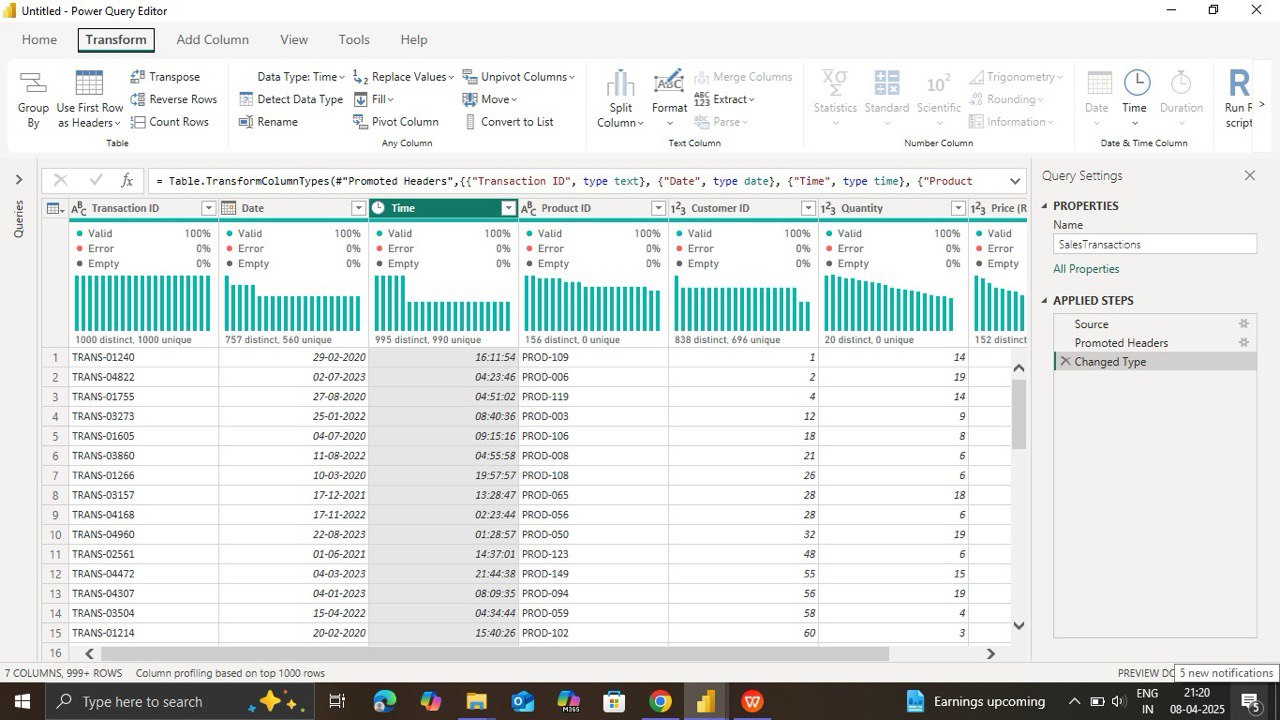 Untitled - Power Query Editor
Home Transform Add Column View Tools Help
Group By
Use First Row as Headers
Transpose
Reverse Rows
Count Rows
Table
Data Type: Time
Detect Data Type
Rename
Replace Values
Fill
Pivot Column
Unpivot Columns
Move
Convert to List
Any Column
Split Column
Format
ABC
Merge Colu
ABC 123 Extract
abc Parse
Text Column
Statistics
Standard
10² Scientific
Trigonometry
Rounding
Information
Number Column
Date
Time
Duration
Date & Time Column
R
Run R script
Queries
fx = Table.TransformColumnTypes(#"Promoted Headers",{{"Transaction ID", type text}, {"Date", type date}, {"Time", type time}, {"Product
ABC Transaction ID Date Time ABC Product ID 123 Customer ID 123 Quantity 123 Price (R
Valid 100% Valid 100% Valid 100% Valid 100% Valid 100% Valid 100% Valid
Error 0% Error 0% Error 0% Error 0% Error 0% Error 0% Error
Empty 0% Empty 0% Empty 0% Empty 0% Empty 0% Empty 0% Empty
1000 distinct, 1000 unique 757 distinct, 560 unique 995 distinct, 990 unique 156 distinct, 0 unique 838 distinct, 696 unique 20 distinct, 0 unique 152 distinct
1 TRANS-01240 29-02-2020 16:11:54 PROD-109 1 14
2 TRANS-04822 02-07-2023 04:23:46 PROD-006 2 19
3 TRANS-01755 27-08-2020 04:51:02 PROD-119 4 14
4 TRANS-03273 25-01-2022 08:40:36 PROD-003 12 9
5 TRANS-01605 04-07-2020 09:15:16 PROD-106 18 8
6 TRANS-03860 11-08-2022 04:55:58 PROD-008 21 6
7 TRANS-01266 10-03-2020 19:57:57 PROD-108 26 6
8 TRANS-03157 17-12-2021 13:28:47 PROD-065 28 18
9 TRANS-04168 17-11-2022 02:23:44 PROD-056 28 6
10 TRANS-04960 22-08-2023 01:28:57 PROD-050 32 19
11 TRANS-02561 01-06-2021 14:37:01 PROD-123 48 6
12 TRANS-04472 04-03-2023 21:44:38 PROD-149 55 15
13 TRANS-04307 04-01-2023 08:09:35 PROD-094 56 19
14 TRANS-03504 15-04-2022 04:34:44 PROD-059 58 4
15 TRANS-01214 20-02-2020 15:40:26 PROD-102 60 3
16
Query Settings
PROPERTIES
Name
SalesTransactions
All Properties
APPLIED STEPS
Source
Promoted Headers
Changed Type
7 COLUMNS, 999+ ROWS Column profiling based on top 1000 rows
PREVIEW DO 5 new notifications
Type here to search
M365
W
Earnings upcoming
ENG IN
21:20
08-04-2025
5